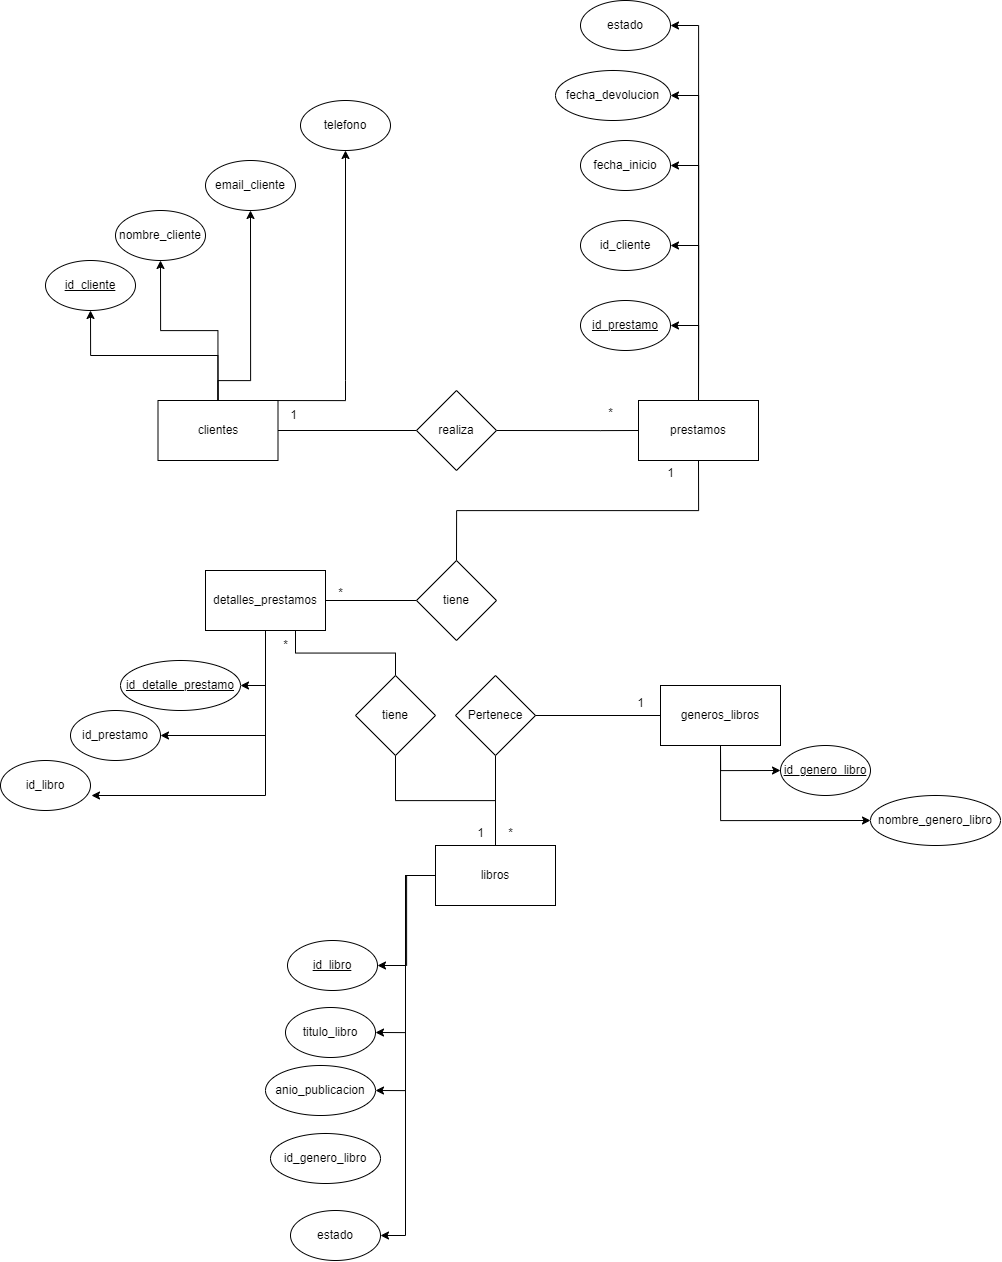 estado
fecha_devolucion
telefono
fecha_inicio
email_cliente
nombre_cliente
id_cliente
id_cliente
id_prestamo
1
*
clientes
realiza
prestamos
1
*
detalles_prestamos
tiene
*
id_detalle_prestamo
1
tiene
Pertenece
generos_libros
id_prestamo
id_genero_libro
id_libro
nombre_genero_libro
1
*
libros
id_libro
titulo_libro
anio_publicacion
id_genero_libro
estado